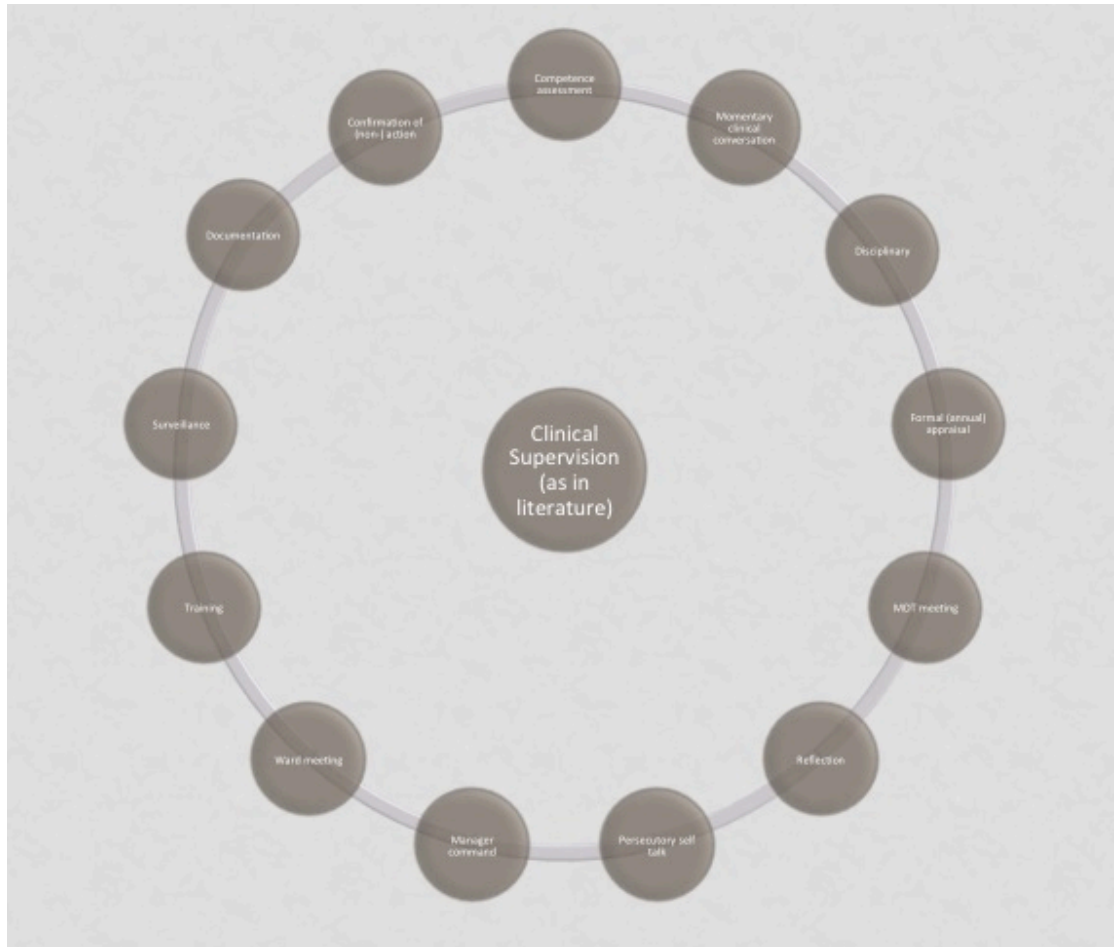 Competence
assessment
Momentary
clinical
conversation
Disciplinary
Formal (annual)
appraisal
MDT meeting
Reflection
Persecutory self
talk
Manager
command
Ward meeting
Training
Surveillance
Documentation
Confirmation of
(non-) action
Clinical
Supervision
(as in
literature)